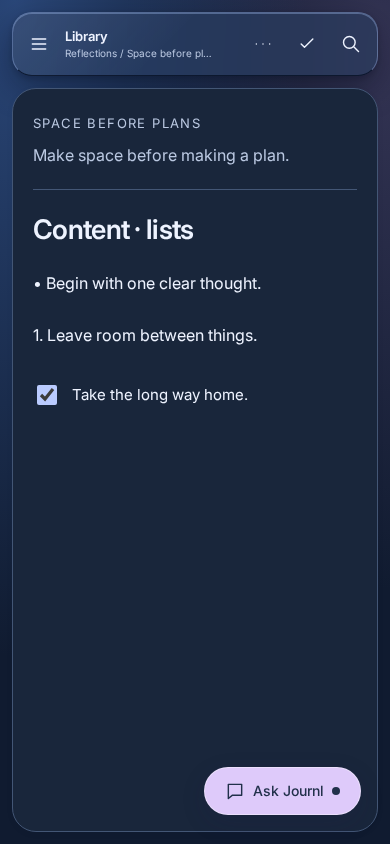 Library
Reflections / Space before pl...
SPACE BEFORE PLANS
Make space before making a plan.
Content · lists
• Begin with one clear thought.
1. Leave room between things.
Take the long way home.
Ask Journl